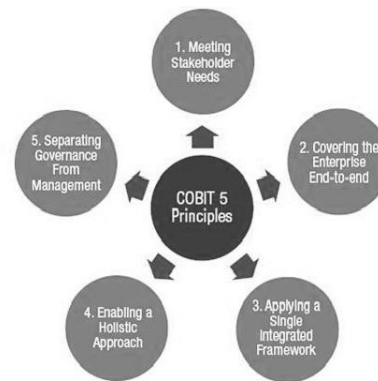 1. Meeting
Stakeholder
Needs
2. Covering the
Enterprise
End-to-end
3. Applying a
Single
Integrated
Framework
4. Enabling a
Holistic
Approach
5. Separating
Governance
From
Management
COBIT 5
Principles